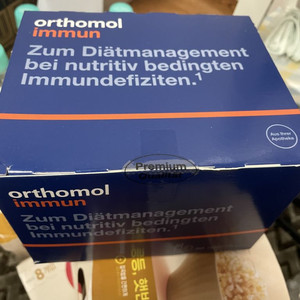 orthomol
immun
Zum Diätmanagement
bei nutritiv bedingten
Immundefiziten.¹
Aus Ihrer
Apotheke
Premium
orthomol
immun
Zum Diätmanagement
bei nutritiv bedingten
Immundefiziten.¹
8